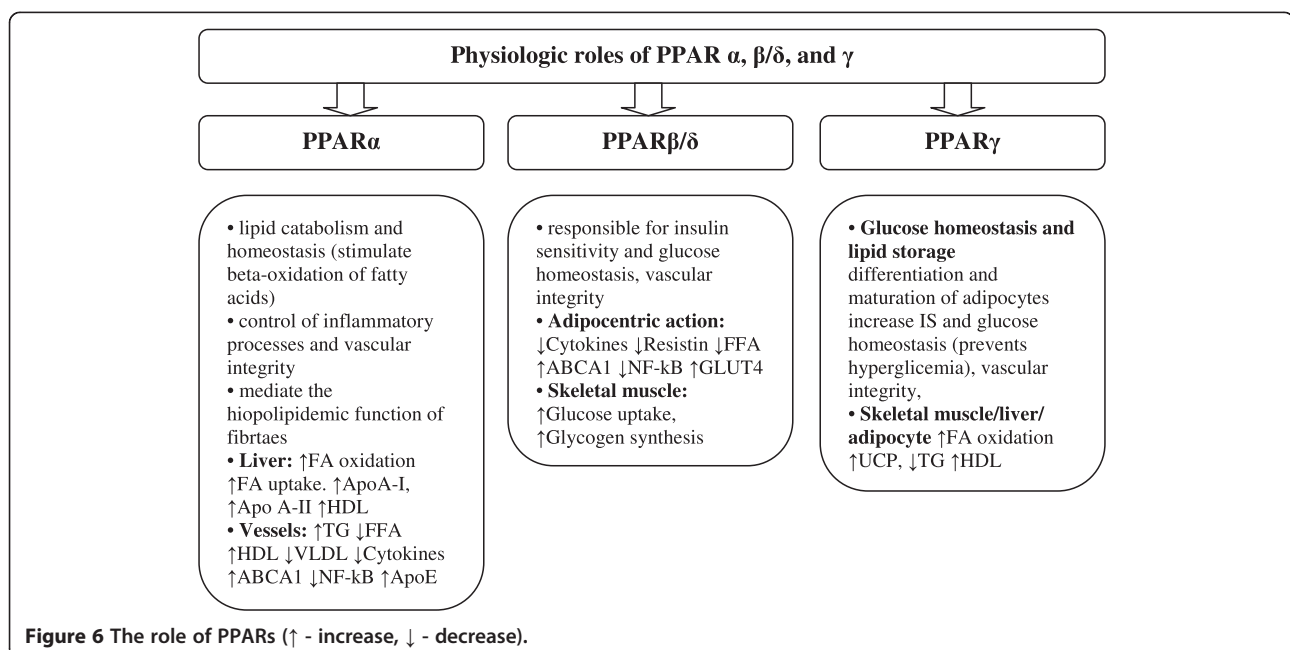 Physiologic roles of PPAR α, β/δ, and γ
PPARα
PPARβ/δ
PPARγ
• lipid catabolism and
homeostasis (stimulate
beta-oxidation of fatty
acids)
• control of inflammatory
processes and vascular
integrity
• mediate the
hiopolipidemic function of
fibrtaes
• Liver: ↑FA oxidation
↑FA uptake. ↑ApoA-I,
↑Apo A-II ↑HDL
• Vessels: ↑TG ↓FFA
↑HDL ↓VLDL ↓Cytokines
↑ABCA1 ↓NF-kB ↑ApoE
• responsible for insulin
sensitivity and glucose
homeostasis, vascular
integrity
• Adipocentric action:
↓Cytokines ↓Resistin ↓FFA
↑ABCA1 ↓NF-kB ↑GLUT4
• Skeletal muscle:
↑Glucose uptake,
↑Glycogen synthesis
• Glucose homeostasis and
lipid storage
differentiation and
maturation of adipocytes
increase IS and glucose
homeostasis (prevents
hyperglicemia), vascular
integrity,
• Skeletal muscle/liver/
adipocyte ↑FA oxidation
↑UCP, ↓TG ↑HDL
Figure 6 The role of PPARs (↑ - increase, ↓ - decrease).